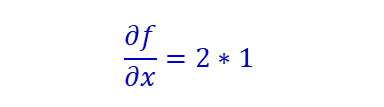 ∂f/∂x = 2 * 1